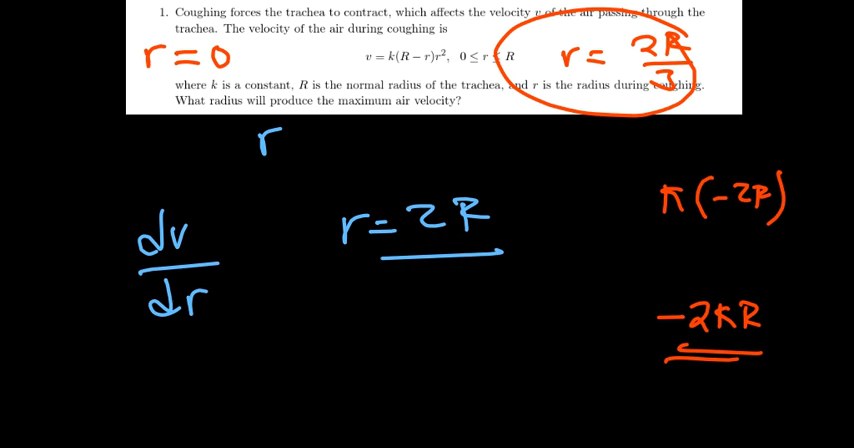 1. Coughing forces the trachea to contract, which affects the velocity v of the air passing through the
trachea. The velocity of the air during coughing is
r = 0
v = k(R − r)r², 0 ≤ r ≤ R
r = 2R/3
where k is a constant, R is the normal radius of the trachea, and r is the radius during coughing.
What radius will produce the maximum air velocity?
r
k(-2R)
dv/dr
r = 2R
-2kR